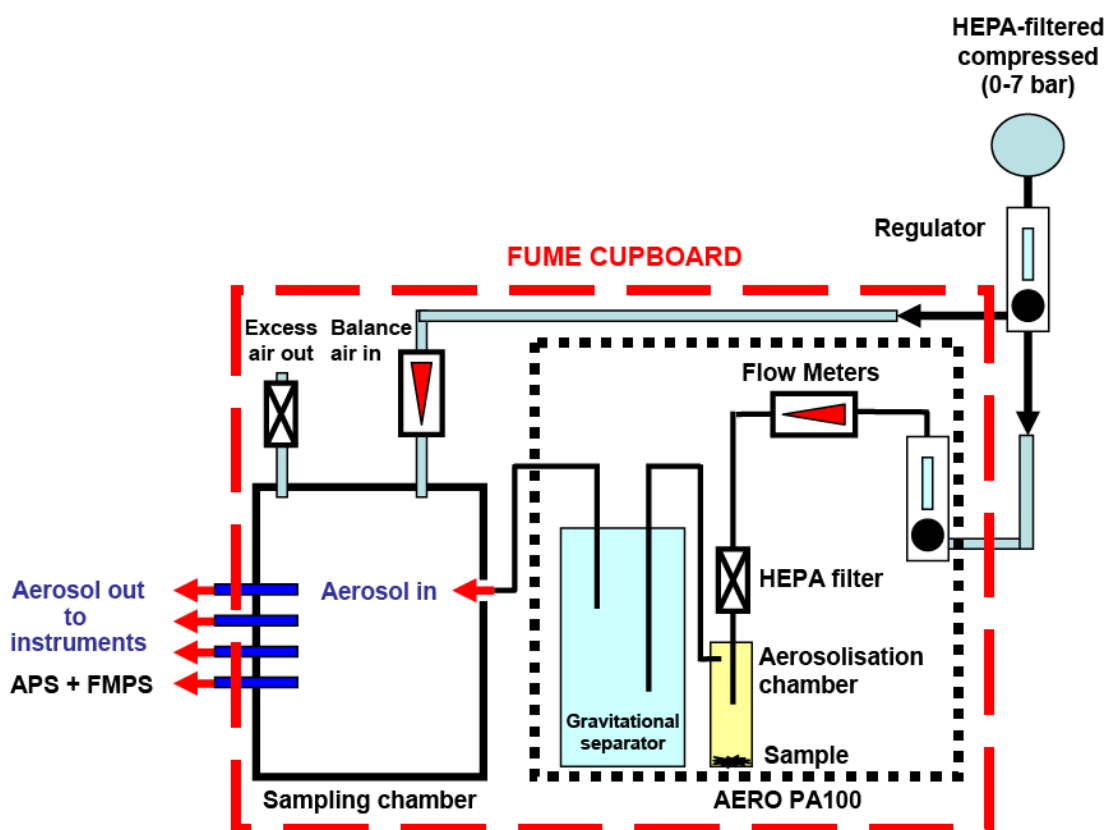 HEPA-filtered
compressed
(0-7 bar)
Regulator
FUME CUPBOARD
Excess
air out
Balance
air in
Flow Meters
HEPA filter
Aerosol out
to
instruments
APS + FMPS
Aerosol in
Aerosolisation
chamber
Gravitational
separator
Sample
Sampling chamber
AERO PA100